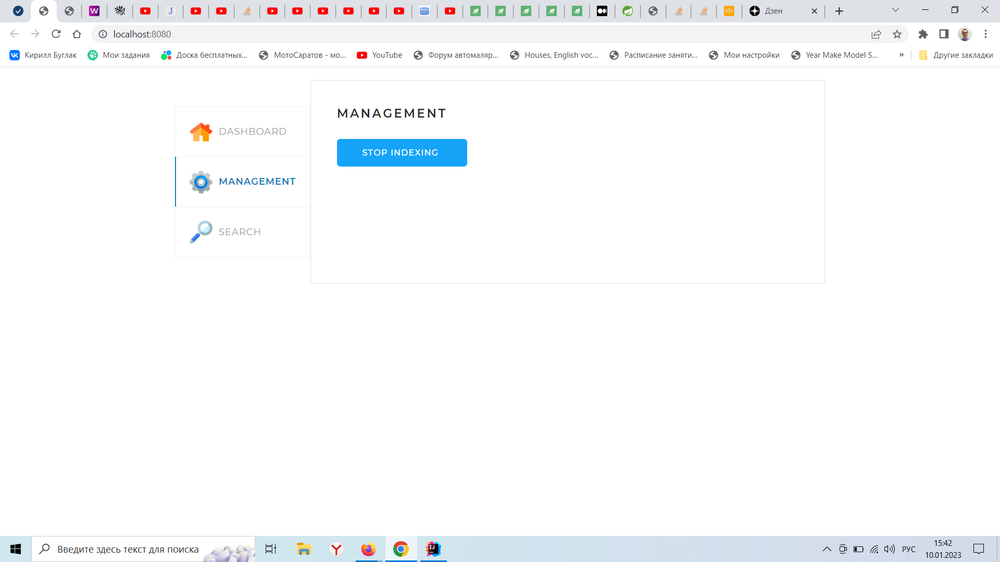 Дзен
localhost:8080
Кирилл Буглак
Мои задания
Доска бесплатных...
МотоСаратов - мо...
YouTube
Форум автомаляр...
Houses, English voc...
Расписание заняти...
Мои настройки
Year Make Model S...
»
Другие закладки
DASHBOARD
MANAGEMENT
SEARCH
MANAGEMENT
STOP INDEXING
Введите здесь текст для поиска
РУС
15:42
10.01.2023